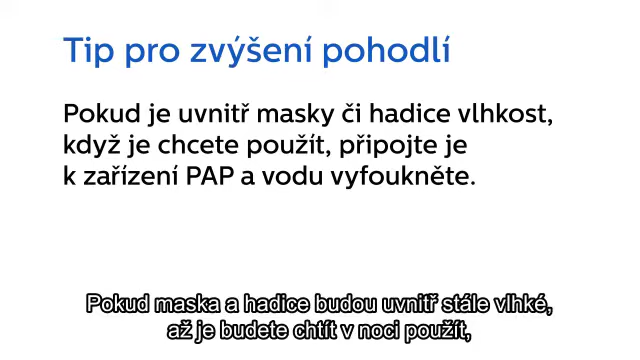 Tip pro zvýšení pohodlí
Pokud je uvnitř masky či hadice vlhkost,
když je chcete použít, připojte je
k zařízení PAP a vodu vyfoukněte.
Pokud maska a hadice budou uvnitř stále vlhké,
až je budete chtít v noci použít,